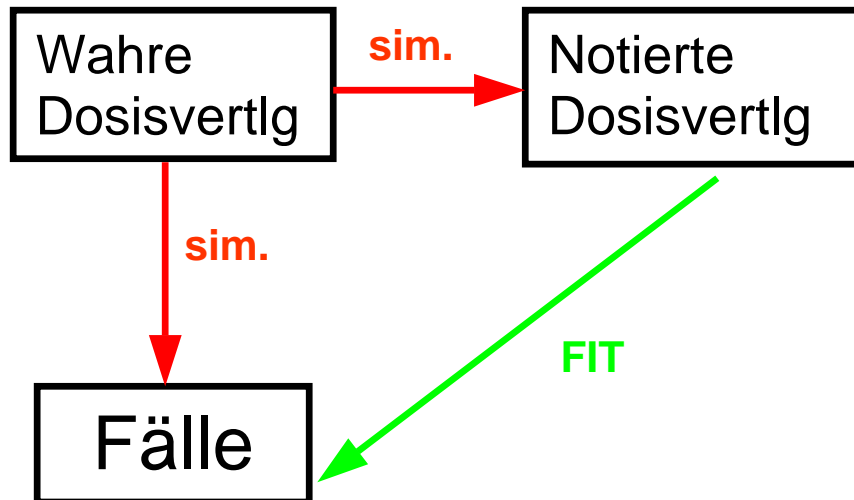 Wahre
Dosisvertlg
sim.
Notierte
Dosisvertlg
sim.
FIT
Fälle